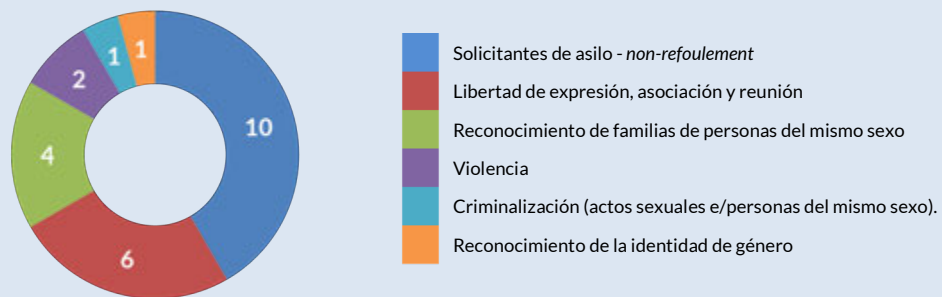 1
1
2
10
4
6
Solicitantes de asilo - non-refoulement
Libertad de expresión, asociación y reunión
Reconocimiento de familias de personas del mismo sexo
Violencia
Criminalización (actos sexuales e/personas del mismo sexo).
Reconocimiento de la identidad de género